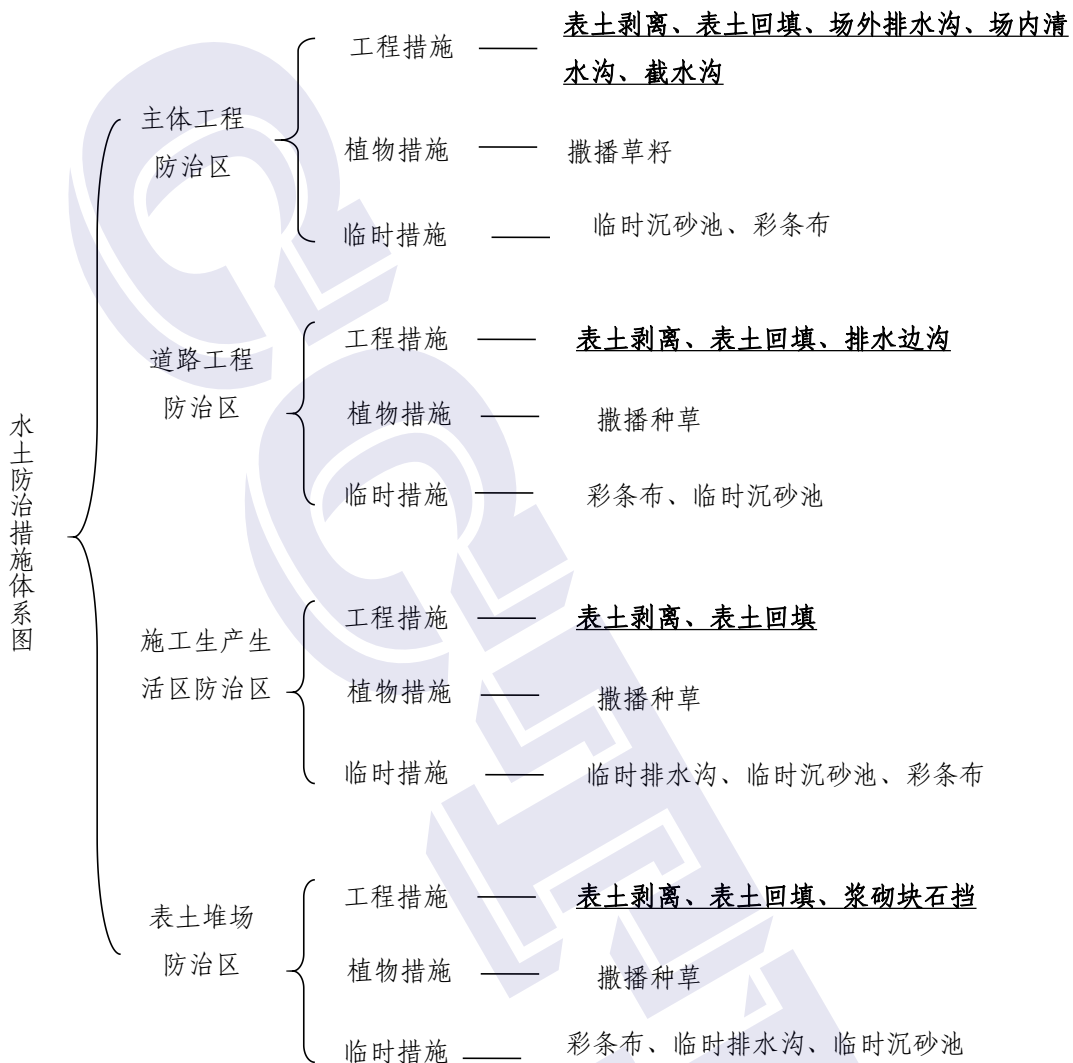 水土防治措施体系图
主体工程
防治区
工程措施
表土剥离、表土回填、场外排水沟、场内清
水沟、截水沟
植物措施
撒播草籽
临时措施
临时沉砂池、彩条布
道路工程
防治区
工程措施
表土剥离、表土回填、排水边沟
植物措施
撒播种草
临时措施
彩条布、临时沉砂池
施工生产生
活区防治区
工程措施
表土剥离、表土回填
植物措施
撒播种草
临时措施
临时排水沟、临时沉砂池、彩条布
表土堆场
防治区
工程措施
表土剥离、表土回填、浆砌块石挡
植物措施
撒播种草
临时措施
彩条布、临时排水沟、临时沉砂池